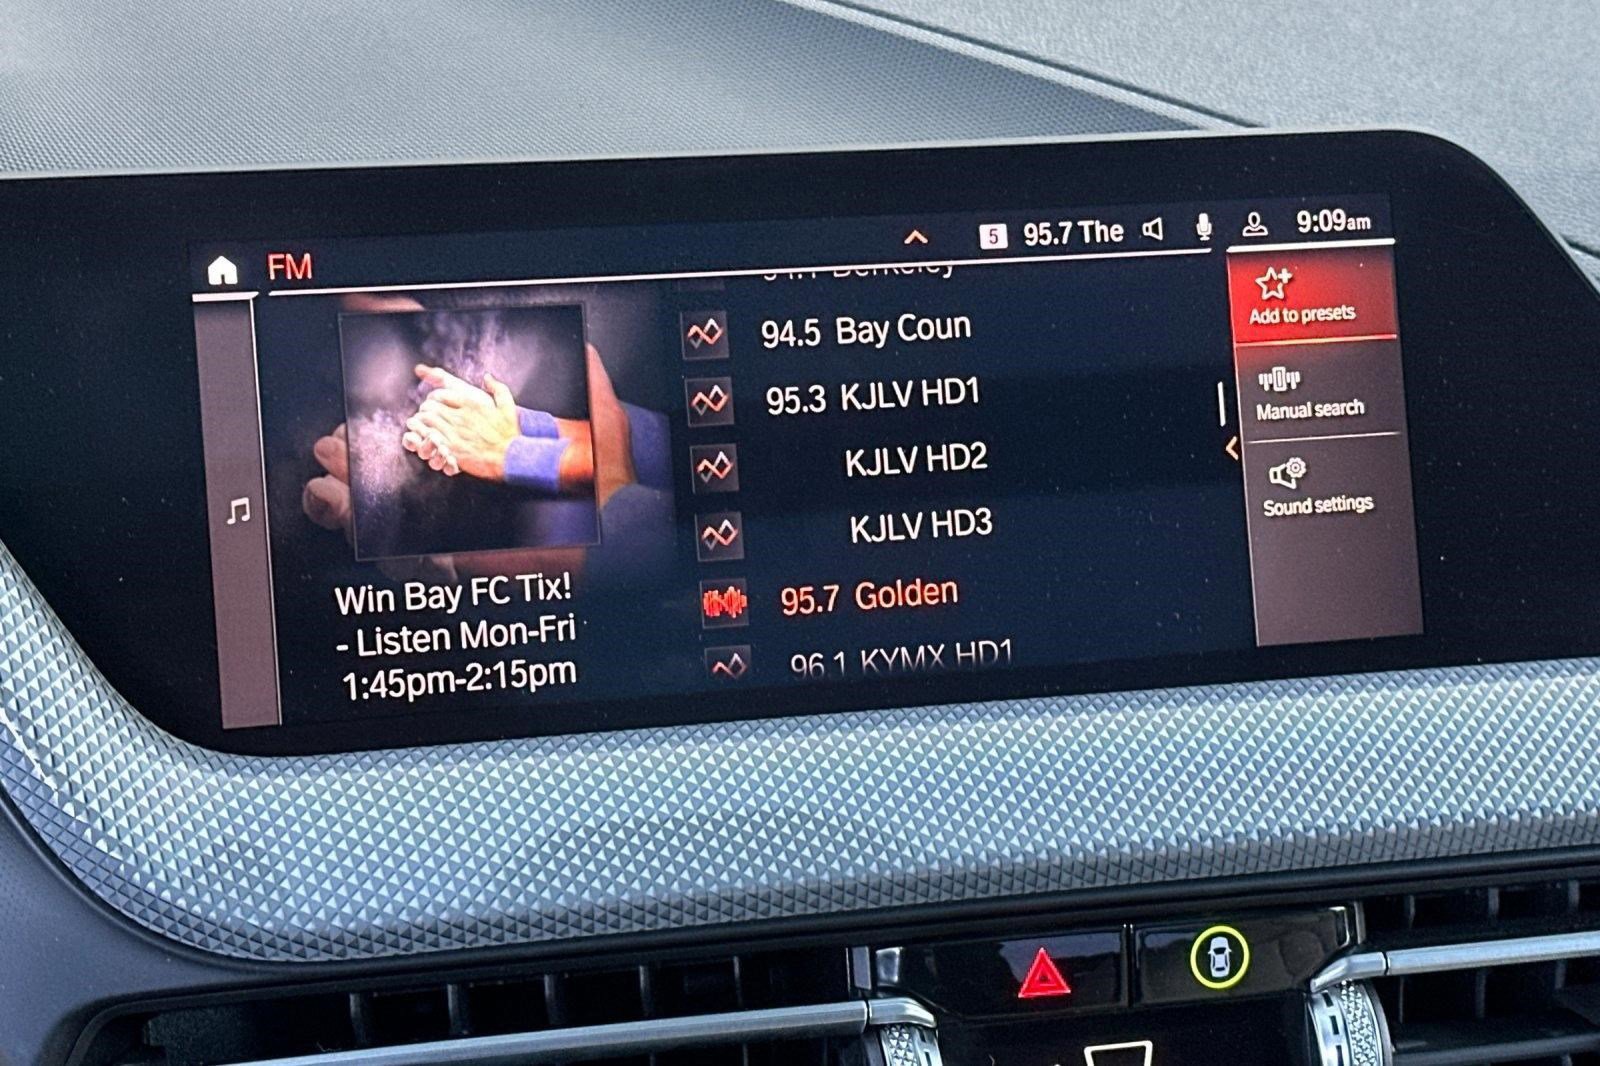 FM
5 95.7 The
9:09am
94.5 Bay Coun
95.3 KJLV HD1
KJLV HD2
KJLV HD3
95.7 Golden
96.1 KYMX HD1
Win Bay FC Tix!
- Listen Mon-Fri
1:45pm-2:15pm
Add to presets
Manual search
Sound settings